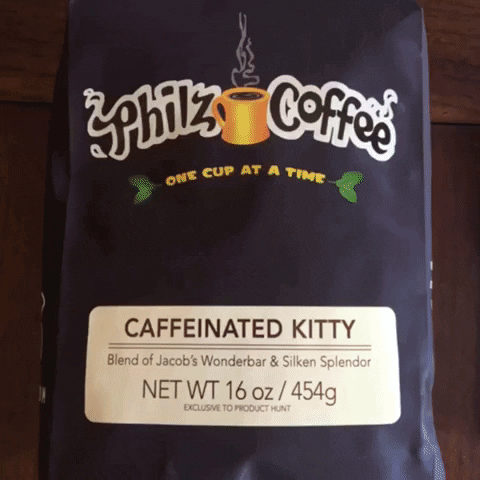 Philz Coffee
ONE CUP AT A TIME
CAFFEINATED KITTY
Blend of Jacob's Wonderbar & Silken Splendor
NET WT 16 oz / 454g
EXCLUSIVE TO PRODUCT HUNT